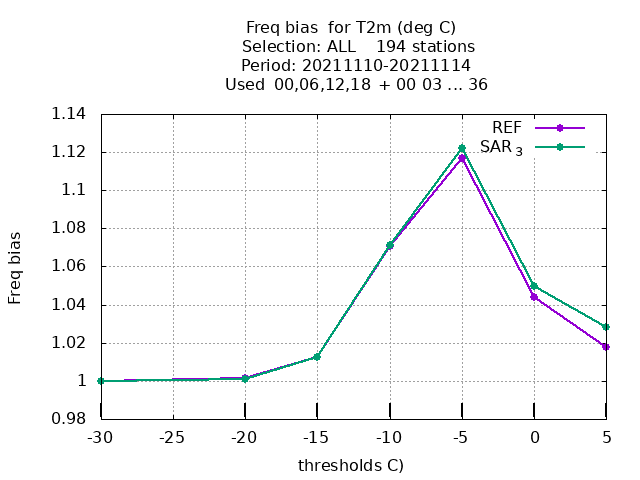 Freq bias  for T2m (deg C)
Selection: ALL    194 stations
Period: 20211110-20211114
Used  00,06,12,18  + 00 03 ... 36
REF
SAR 3
1.14
1.12
1.1
1.08
1.06
1.04
1.02
1
0.98
Freq bias
-30 -25 -20 -15 -10 -5 0 5
thresholds C)